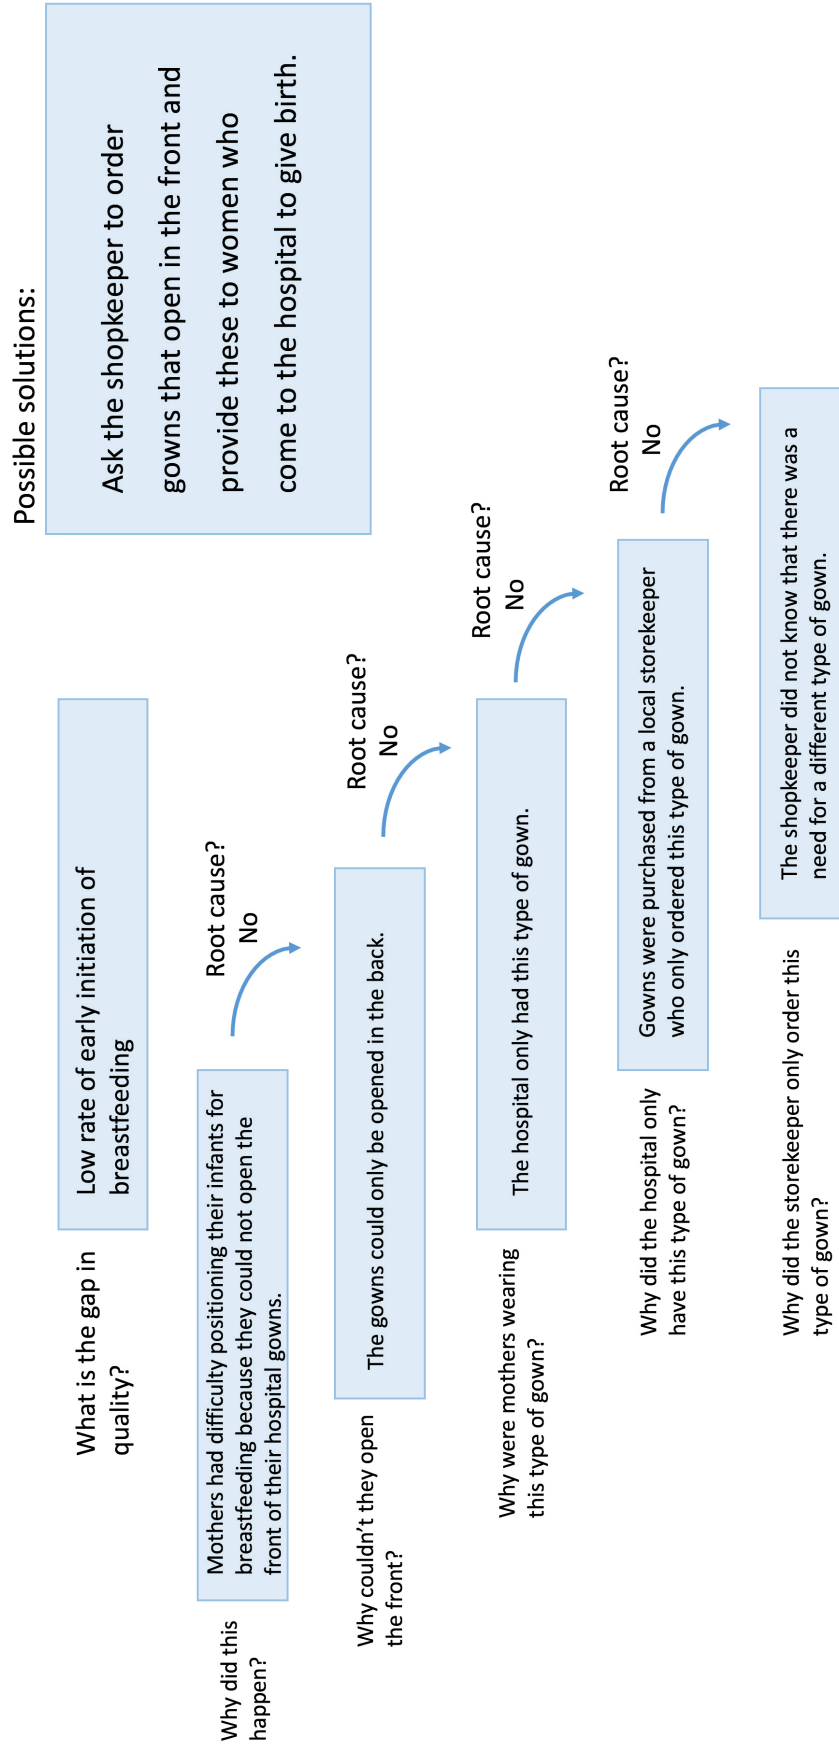 Possible solutions:
Ask the shopkeeper to order
gowns that open in the front and
provide these to women who
come to the hospital to give birth.
What is the gap in
quality?
Low rate of early initiation of
breastfeeding
Why did this
happen?
Mothers had difficulty positioning their infants for
breastfeeding because they could not open the
front of their hospital gowns.
Root cause?
No
Why couldn't they open
the front?
The gowns could only be opened in the back.
Root cause?
No
Why were mothers wearing
this type of gown?
The hospital only had this type of gown.
Root cause?
No
Why did the hospital only
have this type of gown?
Gowns were purchased from a local storekeeper
who only ordered this type of gown.
Root cause?
No
Why did the storekeeper only order this
type of gown?
The shopkeeper did not know that there was a
need for a different type of gown.